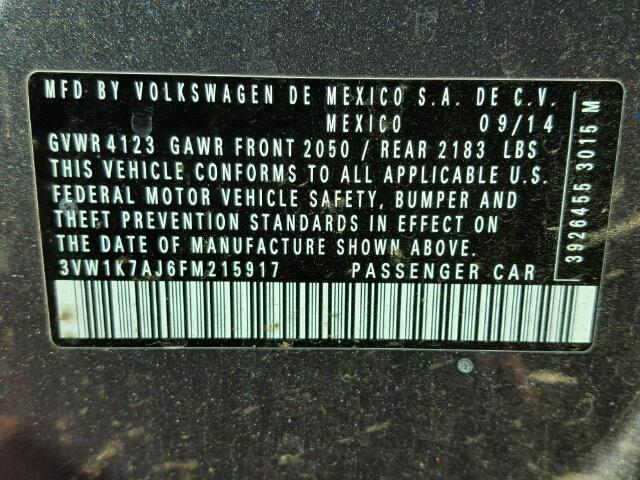 MFD BY VOLKSWAGEN DE MEXICO S.A. DE C.V.
MEXICO 09/14
GVWR 4123 GAWR FRONT 2050 / REAR 2183 LBS
THIS VEHICLE CONFORMS TO ALL APPLICABLE U.S.
FEDERAL MOTOR VEHICLE SAFETY, BUMPER AND
THEFT PREVENTION STANDARDS IN EFFECT ON
THE DATE OF MANUFACTURE SHOWN ABOVE.
3VW1K7AJ6FM215917 PASSENGER CAR
3926455 3015 M